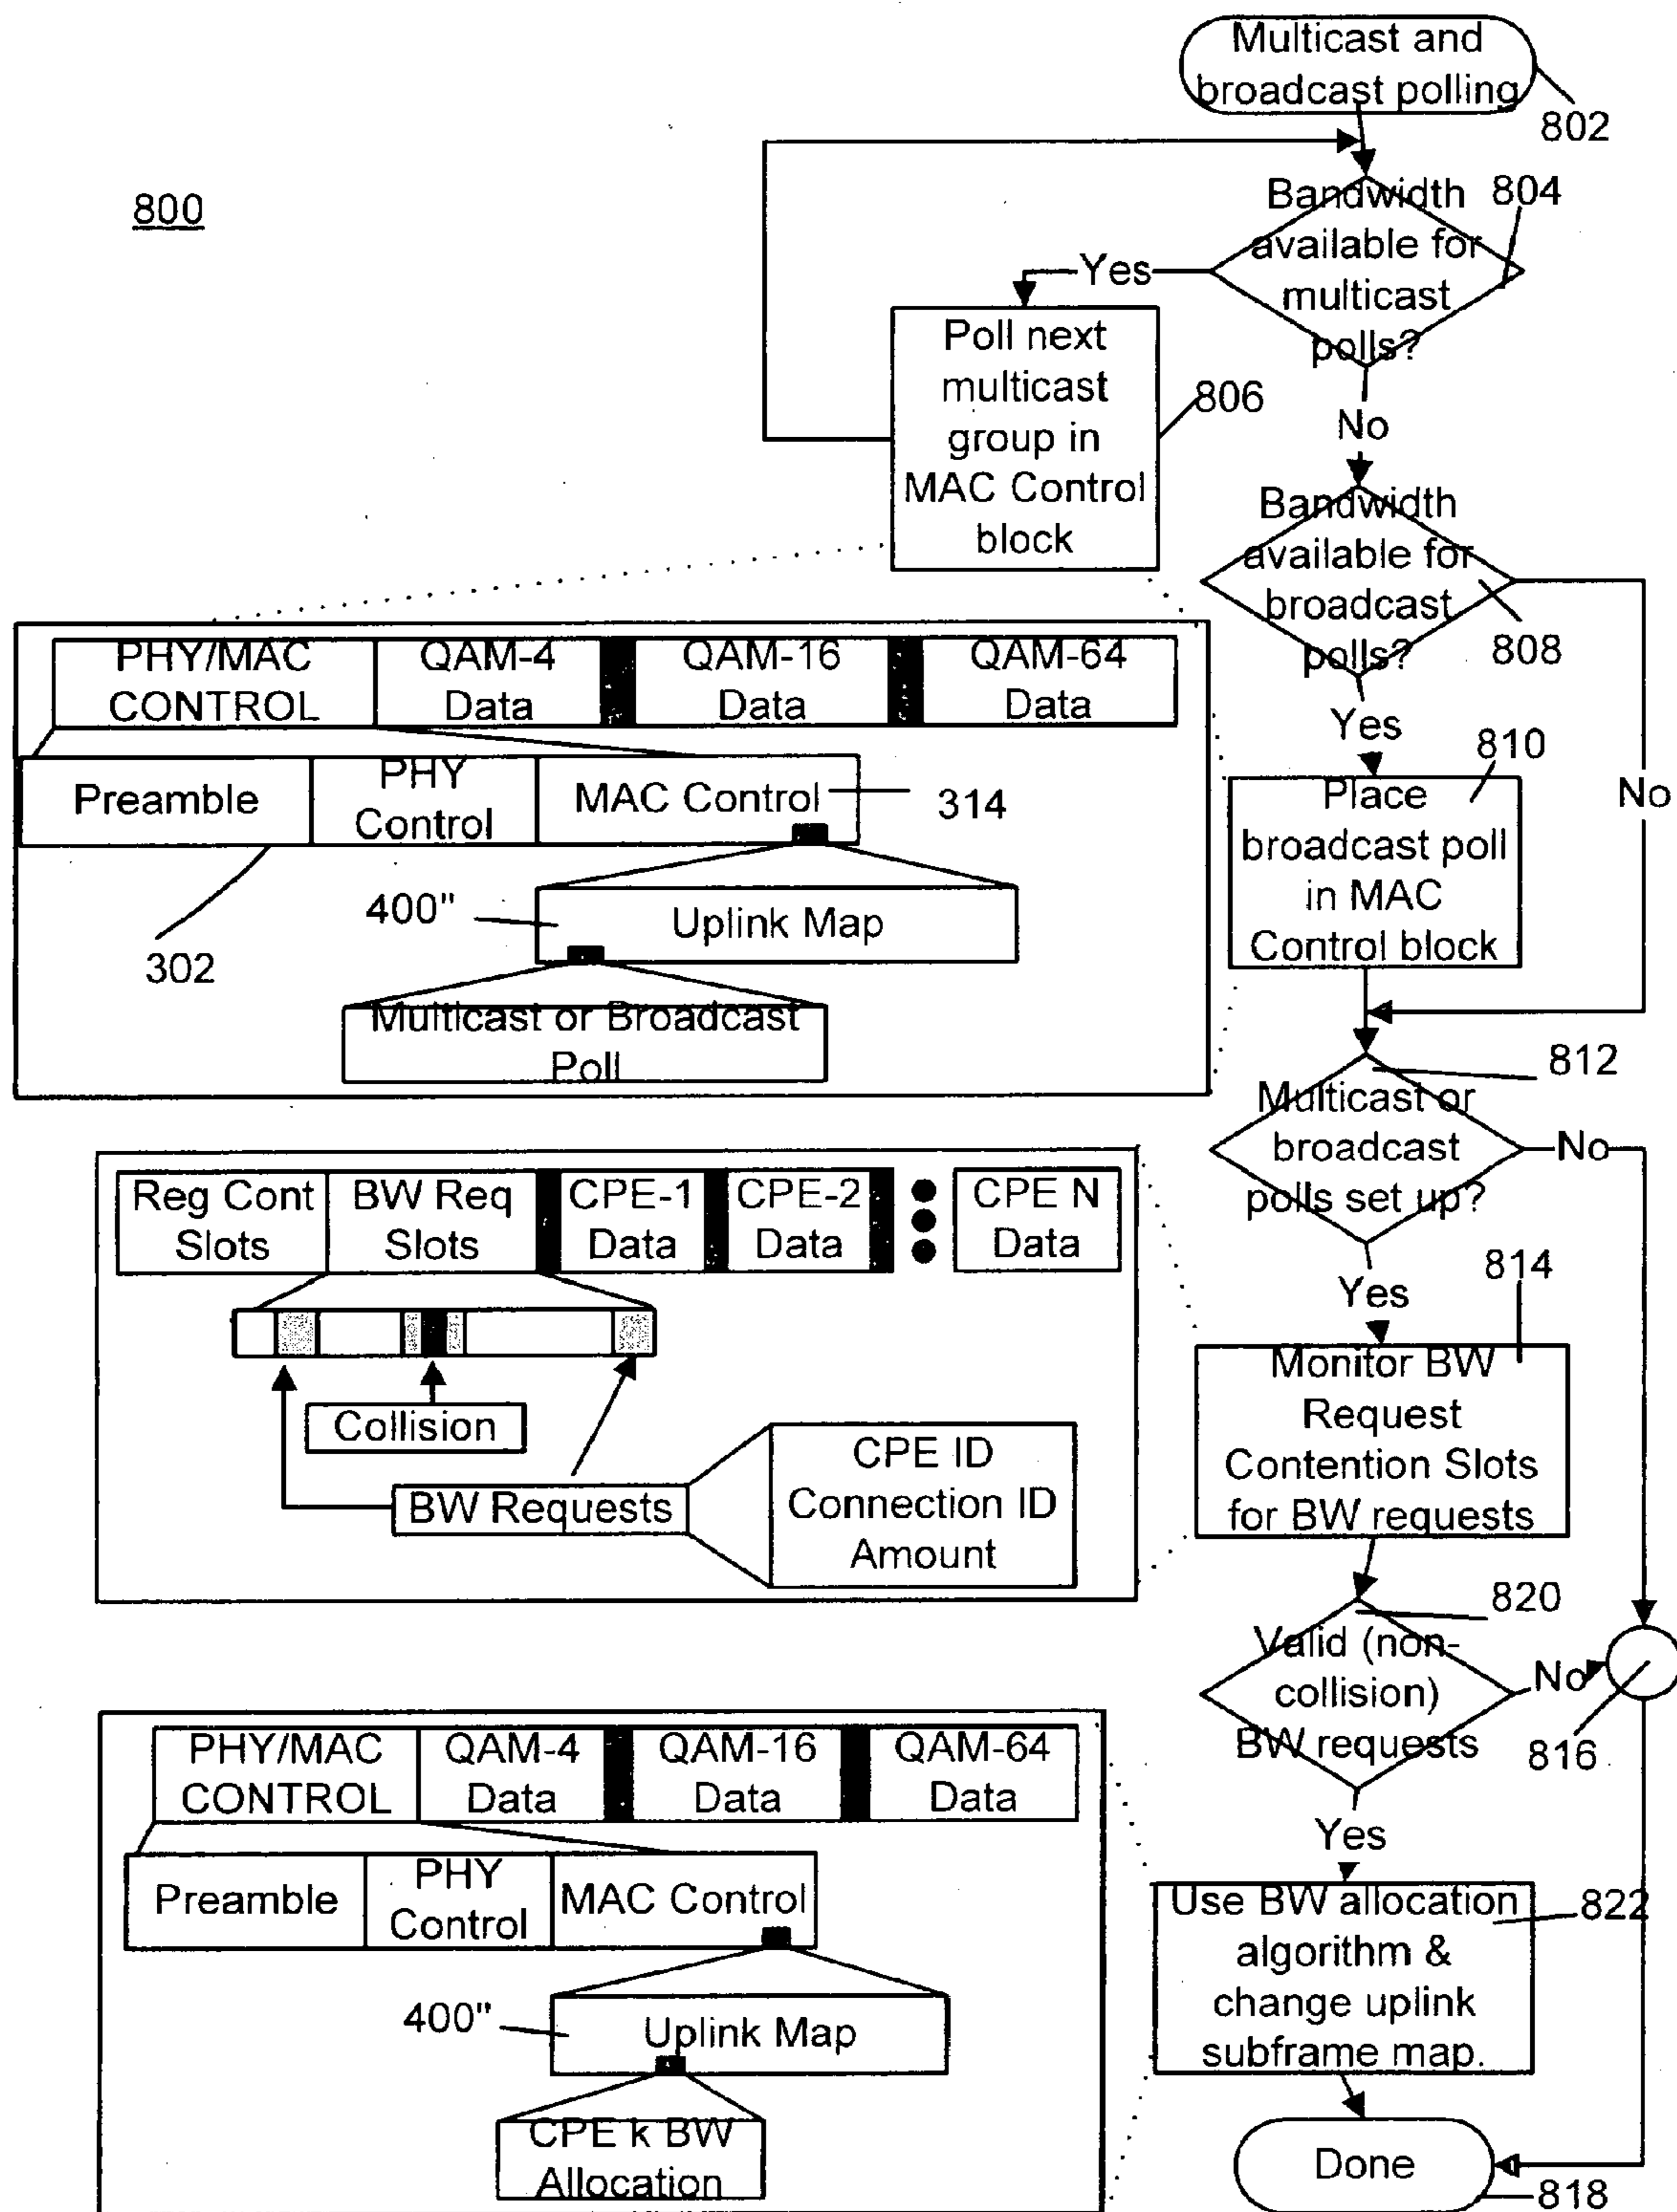 Multicast and
broadcast polling
802
800
Bandwidth
available for
multicast
polls?
804
Yes
Poll next
multicast
group in
MAC Control
block
806
No
Bandwidth
available for
broadcast
polls?
808
PHY/MAC
CONTROL
QAM-4
Data
QAM-16
Data
QAM-64
Data
Yes
No
Preamble
PHY
Control
MAC Control
314
810
Place
broadcast poll
in MAC
Control block
400"
Uplink Map
302
Multicast or Broadcast
Poll
812
Multicast or
broadcast
polls set up?
No
Reg Cont
Slots
BW Req
Slots
CPE-1
Data
CPE-2
Data
CPE N
Data
Yes
814
Monitor BW
Request
Contention Slots
for BW requests
Collision
BW Requests
CPE ID
Connection ID
Amount
820
Valid (non-
collision)
BW requests
No
816
PHY/MAC
CONTROL
QAM-4
Data
QAM-16
Data
QAM-64
Data
Yes
Preamble
PHY
Control
MAC Control
Use BW allocation
algorithm &
change uplink
subframe map.
822
400"
Uplink Map
CPE k BW
Allocation
Done
818